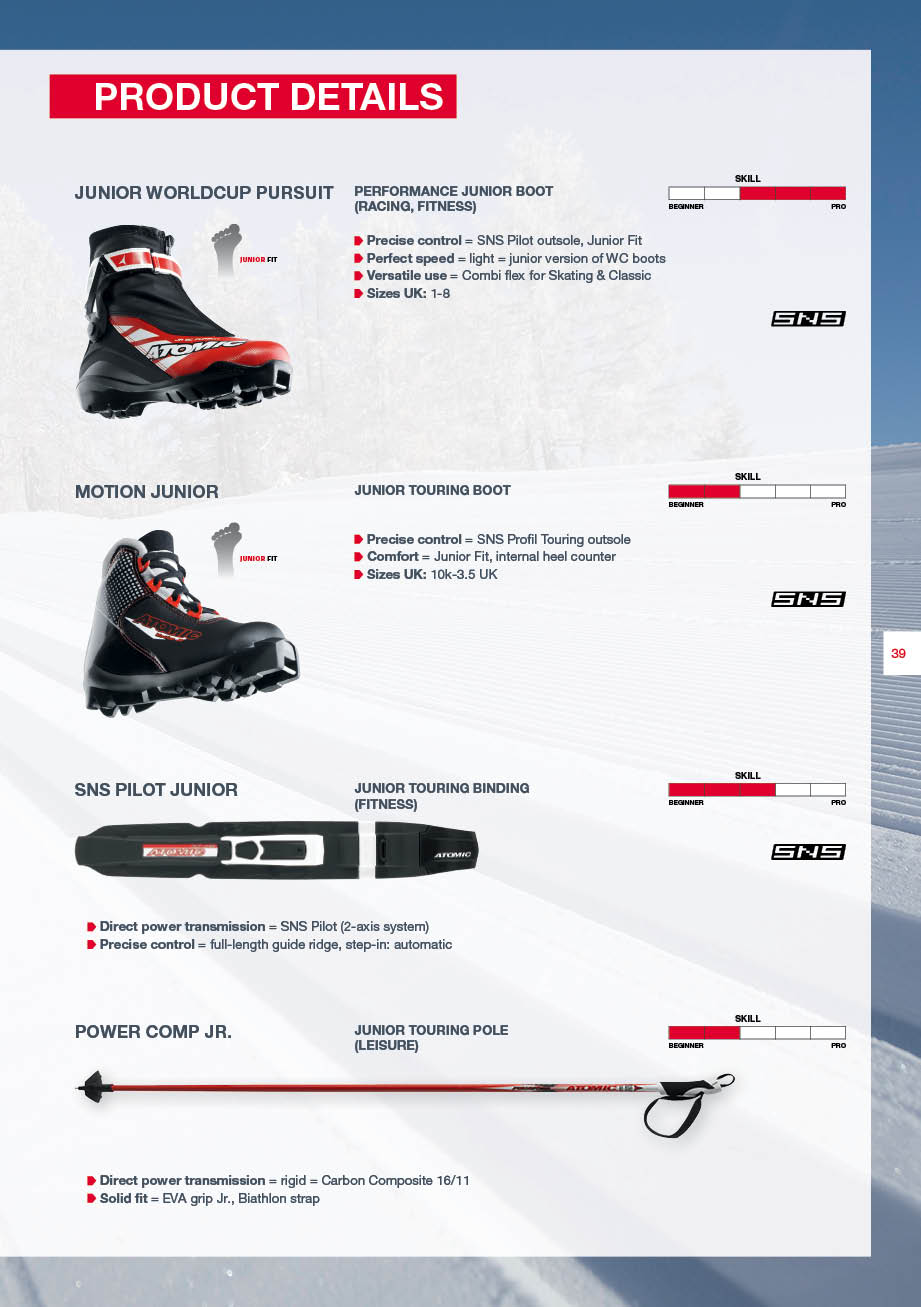 PRODUCT DETAILS
JUNIOR WORLDCUP PURSUIT
PERFORMANCE JUNIOR BOOT
(RACING, FITNESS)
SKILL
BEGINNER PRO
JUNIOR FIT
Precise control = SNS Pilot outsole, Junior Fit
Perfect speed = light = junior version of WC boots
Versatile use = Combi flex for Skating & Classic
Sizes UK: 1-8
SNS
ATOMIC
MOTION JUNIOR
JUNIOR TOURING BOOT
SKILL
BEGINNER PRO
JUNIOR FIT
Precise control = SNS Profil Touring outsole
Comfort = Junior Fit, internal heel counter
Sizes UK: 10k-3.5 UK
SNS
ATOMIC
39
SNS PILOT JUNIOR
JUNIOR TOURING BINDING
(FITNESS)
SKILL
BEGINNER PRO
ATOMIC
ATOMIC
SNS
Direct power transmission = SNS Pilot (2-axis system)
Precise control = full-length guide ridge, step-in: automatic
POWER COMP JR.
JUNIOR TOURING POLE
(LEISURE)
SKILL
BEGINNER PRO
ATOMIC
Direct power transmission = rigid = Carbon Composite 16/11
Solid fit = EVA grip Jr., Biathlon strap